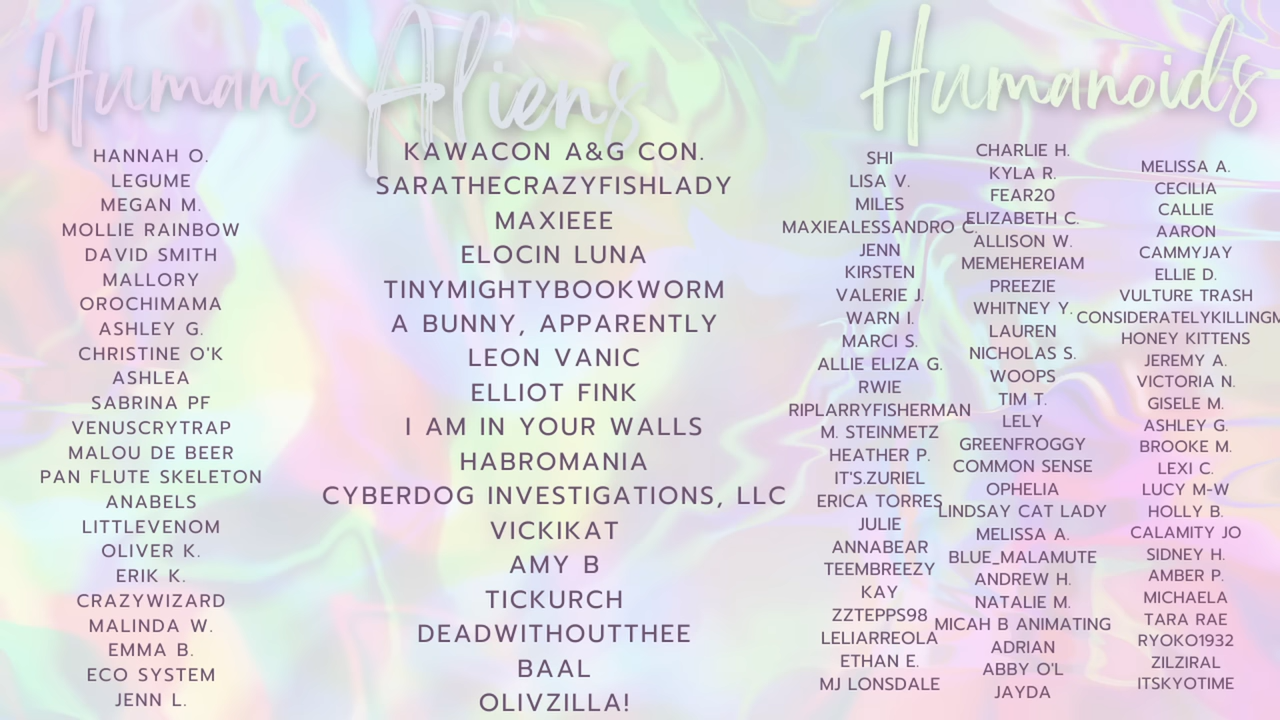 Humans
HANNAH O.
LEGUME
MEGAN M.
MOLLIE RAINBOW
DAVID SMITH
MALLORY
OROCHIMAMA
ASHLEY G.
CHRISTINE O'K
ASHLEA
SABRINA PF
VENUSCRYTRAP
MALOU DE BEER
PAN FLUTE SKELETON
ANABELS
LITTLEVENOM
OLIVER K.
ERIK K.
CRAZYWIZARD
MALINDA W.
EMMA B.
ECO SYSTEM
JENN L.
Aliens
KAWACON A&G CON.
SARATHECRAZYFISHLADY
MAXIEEE
ELOCIN LUNA
TINYMIGHTYBOOKWORM
A BUNNY, APPARENTLY
LEON VANIC
ELLIOT FINK
I AM IN YOUR WALLS
HABROMANIA
CYBERDOG INVESTIGATIONS, LLC
VICKIKAT
AMY B
TICKURCH
DEADWITHOUTTHEE
BAAL
OLIVZILLA!
Humanoids
SHI
LISA V.
MILES
MAXIEALESSANDRO C.
JENN
KIRSTEN
VALERIE J.
WARN I.
MARCI S.
ALLIE ELIZA G.
RWIE
RIPLARRYFISHERMAN
M. STEINMETZ
HEATHER P.
IT'S.ZURIEL
ERICA TORRES
JULIE
ANNABEAR
TEEMBREEZY
KAY
ZZTEPPS98
LELIARREOLA
ETHAN E.
MJ LONSDALE
CHARLIE H.
KYLA R.
FEAR20
ELIZABETH C.
ALLISON W.
MEMEHEREIAM
PREEZIE
WHITNEY Y.
LAUREN
NICHOLAS S.
WOOPS
TIM T.
LELY
GREENFROGGY
COMMON SENSE
OPHELIA
LINDSAY CAT LADY
MELISSA A.
BLUE_MALAMUTE
ANDREW H.
NATALIE M.
MICAH B ANIMATING
ADRIAN
ABBY O'L
JAYDA
MELISSA A.
CECILIA
CALLIE
AARON
CAMMYJAY
ELLIE D.
VULTURE TRASH
CONSIDERATELYKILLINGM
HONEY KITTENS
JEREMY A.
VICTORIA N.
GISELE M.
ASHLEY G.
BROOKE M.
LEXI C.
LUCY M-W
HOLLY B.
CALAMITY JO
SIDNEY H.
AMBER P.
MICHAELA
TARA RAE
RYOKO1932
ZILZIRAL
ITSKYOTIME